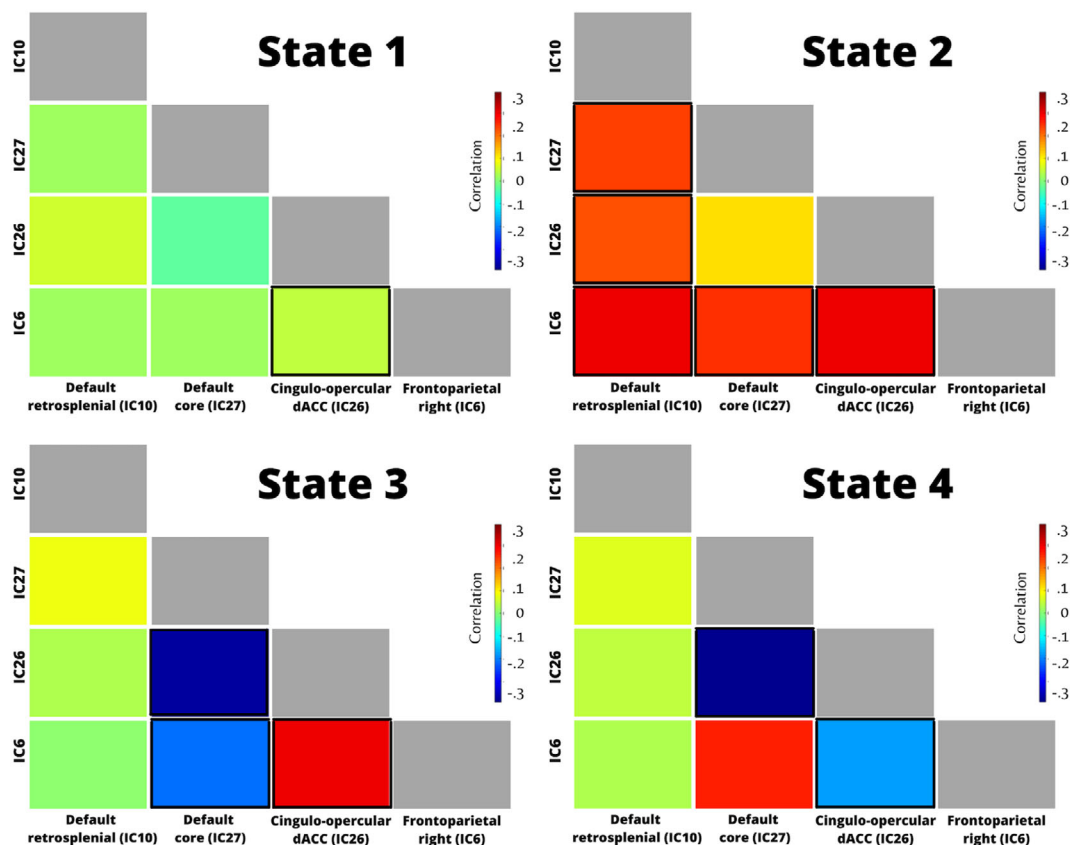 State 1
IC10
IC27
IC26
IC6
Correlation
.3
.2
.1
0
-.1
-.2
-.3
Default
retrosplenial (IC10)
Default
core (IC27)
Cingulo-opercular
dACC (IC26)
Frontoparietal
right (IC6)
State 2
IC10
IC27
IC26
IC6
Correlation
.3
.2
.1
0
-.1
-.2
-.3
Default
retrosplenial (IC10)
Default
core (IC27)
Cingulo-opercular
dACC (IC26)
Frontoparietal
right (IC6)
State 3
IC10
IC27
IC26
IC6
Correlation
.3
.2
.1
0
-.1
-.2
-.3
Default
retrosplenial (IC10)
Default
core (IC27)
Cingulo-opercular
dACC (IC26)
Frontoparietal
right (IC6)
State 4
IC10
IC27
IC26
IC6
Correlation
.3
.2
.1
0
-.1
-.2
-.3
Default
retrosplenial (IC10)
Default
core (IC27)
Cingulo-opercular
dACC (IC26)
Frontoparietal
right (IC6)